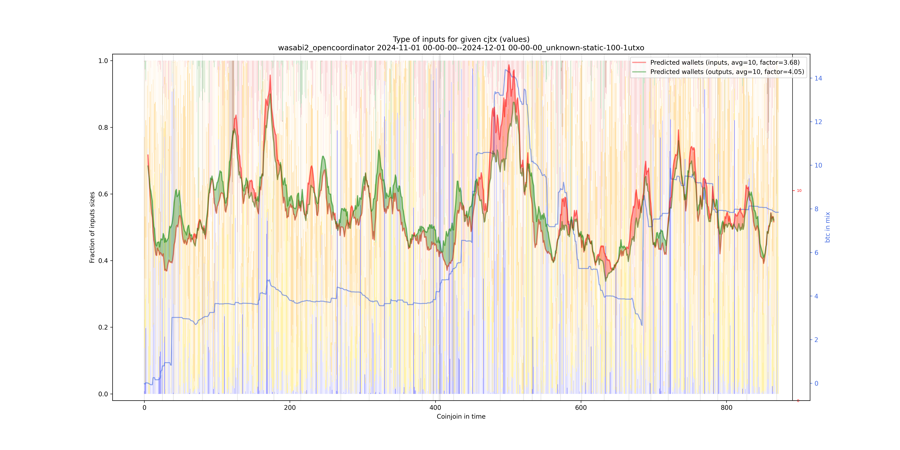 Type of inputs for given cjtx (values)
wasabi2_opencoordinator 2024-11-01 00-00-00--2024-12-01 00-00-00_unknown-static-100-1utxo
Predicted wallets (inputs, avg=10, factor=3.68)
Predicted wallets (outputs, avg=10, factor=4.05)
1.0
0.8
0.6
0.4
0.2
0.0
Fraction of inputs sizes
0
200
400
600
800
Coinjoin in time
14
12
10
8
6
4
2
0
btc in mix